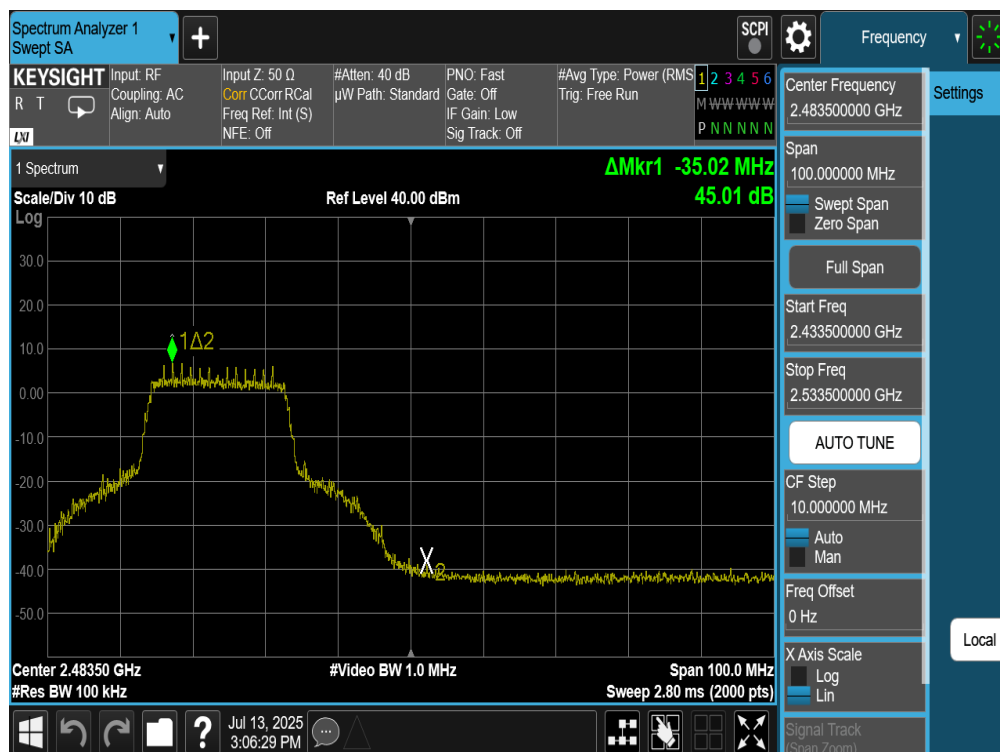 Spectrum Analyzer 1
Swept SA
+
SCPI
Frequency
KEYSIGHT
R T
LXI
Input: RF
Coupling: AC
Align: Auto
Input Z: 50 Ω
Corr CCorr RCal
Freq Ref: Int (S)
NFE: Off
#Atten: 40 dB
µW Path: Standard
PNO: Fast
Gate: Off
IF Gain: Low
Sig Track: Off
#Avg Type: Power (RMS
Trig: Free Run
1 2 3 4 5 6
M W W W W W
P N N N N N
1 Spectrum
ΔMkr1 -35.02 MHz
45.01 dB
Scale/Div 10 dB
Ref Level 40.00 dBm
Log
30.0
20.0
10.0
0.00
-10.0
-20.0
-30.0
-40.0
-50.0
1Δ2
X
2
Center 2.48350 GHz
#Video BW 1.0 MHz
Span 100.0 MHz
#Res BW 100 kHz
Sweep 2.80 ms (2000 pts)
?
Jul 13, 2025
3:06:29 PM
Center Frequency
2.483500000 GHz
Span
100.000000 MHz
Swept Span
Zero Span
Full Span
Start Freq
2.433500000 GHz
Stop Freq
2.533500000 GHz
AUTO TUNE
CF Step
10.000000 MHz
Auto
Man
Freq Offset
0 Hz
X Axis Scale
Log
Lin
Signal Track
(Span Zoom)
Settings
Local